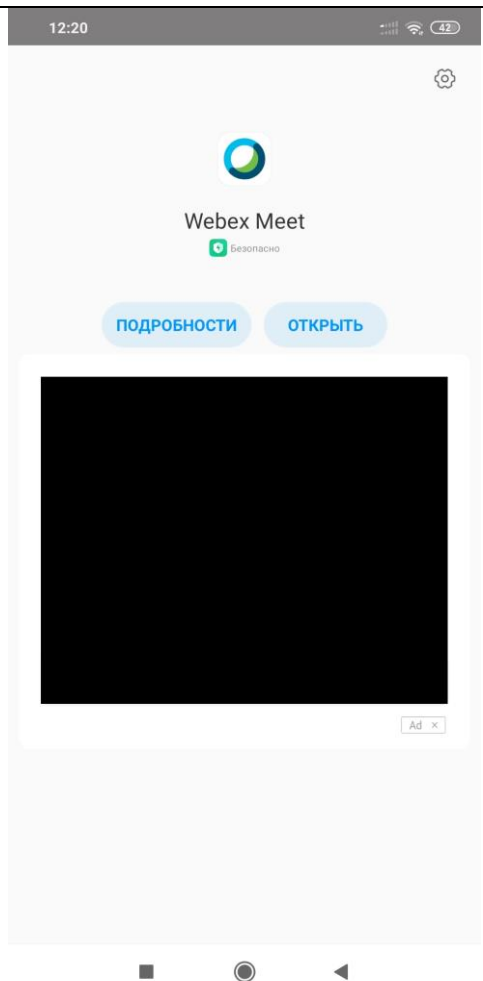 12:20
42
Webex Meet
Безопасно
ПОДРОБНОСТИ ОТКРЫТЬ
Ad ×